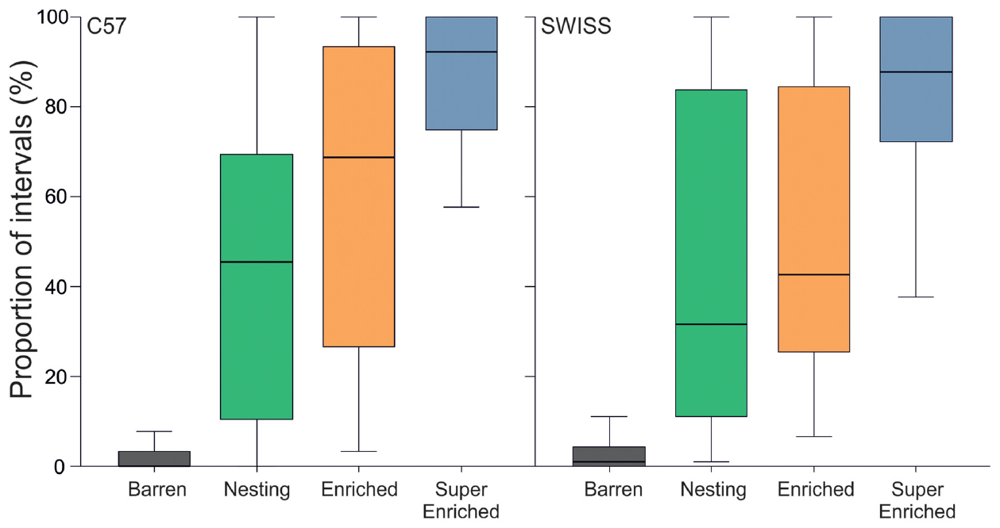 C57
SWISS
Proportion of intervals (%)
100
80
60
40
20
0
Barren
Nesting
Enriched
Super
Enriched
Barren
Nesting
Enriched
Super
Enriched